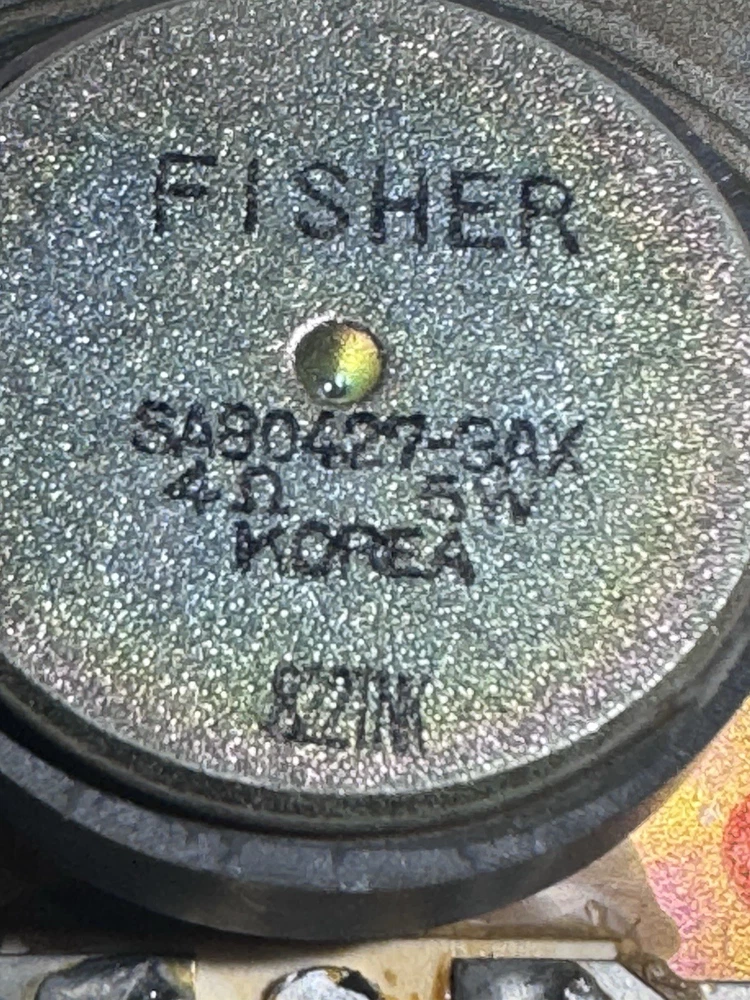 FISHER
SA80427-3AX
4Ω 5W
KOREA